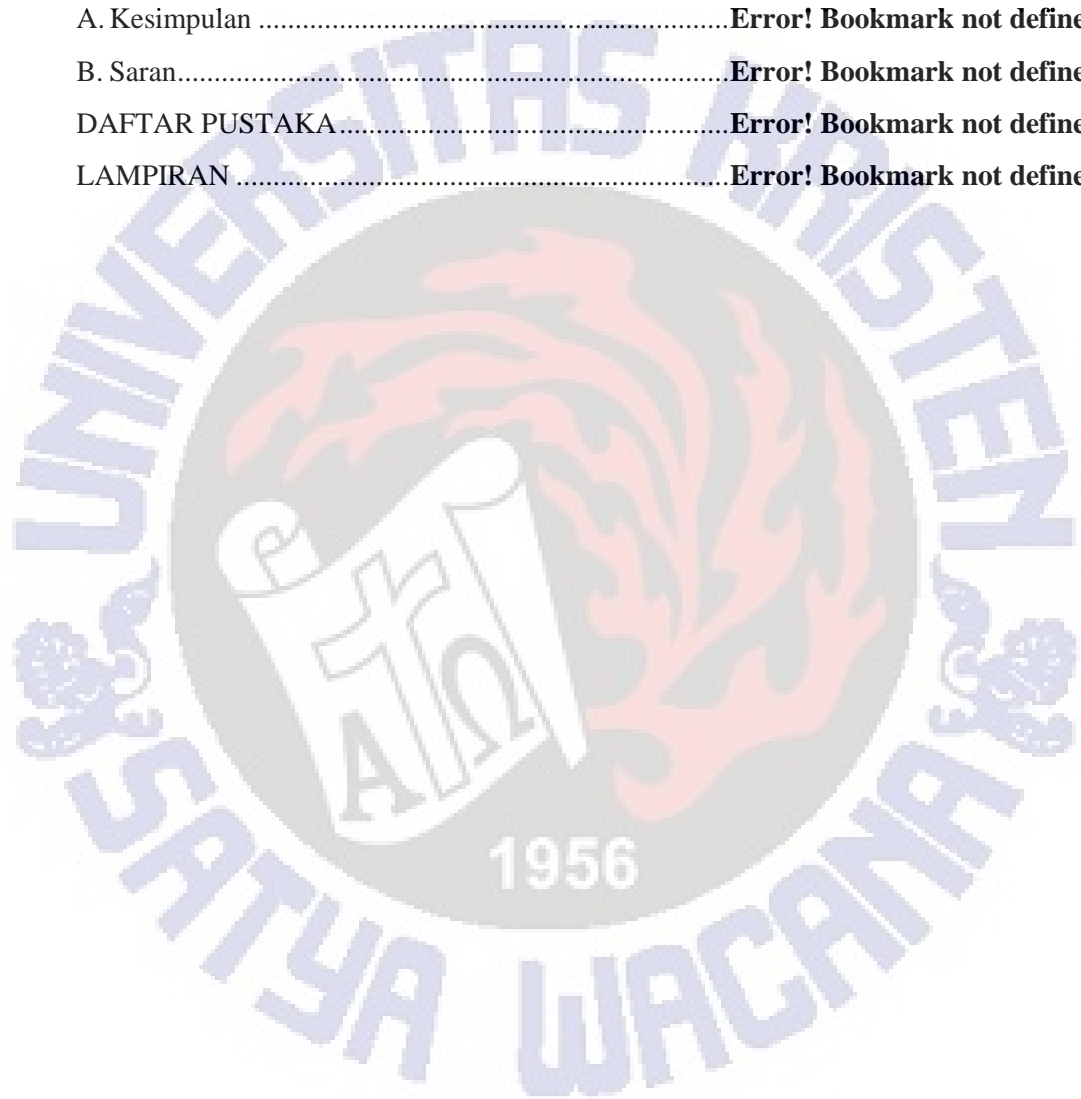 A. Kesimpulan ............................................................Error! Bookmark not define
B. Saran......................................................................Error! Bookmark not define
DAFTAR PUSTAKA..................................................Error! Bookmark not define
LAMPIRAN ...............................................................Error! Bookmark not define
UNIVERSITAS KRISTEN
Α Ω
1956
SATYA WACANA